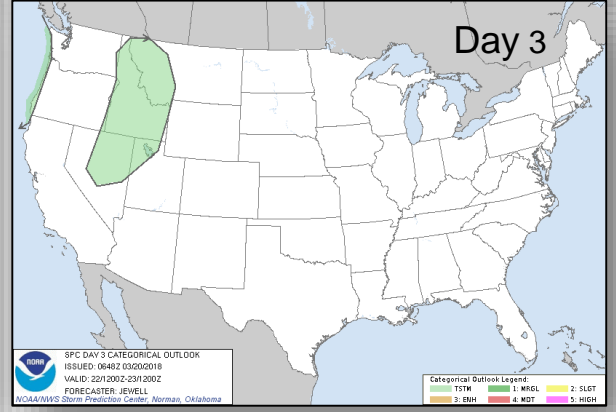 Day 3
NOAA
SPC DAY 3 CATEGORICAL OUTLOOK
ISSUED: 0648Z 03/20/2018
VALID: 22/1200Z-23/1200Z
FORECASTER: JEWELL
NOAA/NWS Storm Prediction Center, Norman, Oklahoma
Categorical Outlook Legend:
TSTM 1: MRGL 2: SLGT
3: ENH 4: MDT 5: HIGH